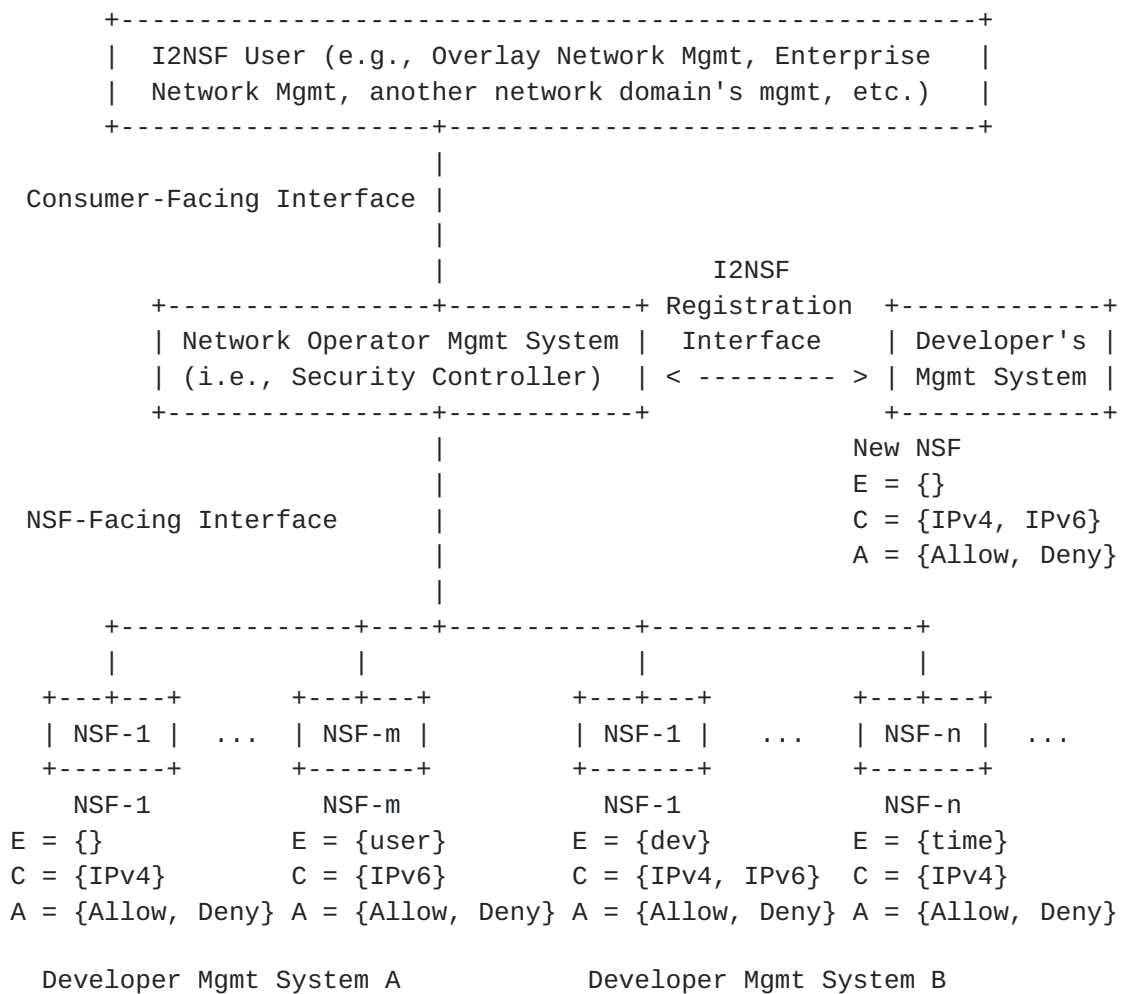 I2NSF User (e.g., Overlay Network Mgmt, Enterprise
Network Mgmt, another network domain's mgmt, etc.)
Consumer-Facing Interface
I2NSF
Registration
Interface
Network Operator Mgmt System
(i.e., Security Controller)
< --------- >
Developer's
Mgmt System
New NSF
E = {}
C = {IPv4, IPv6}
A = {Allow, Deny}
NSF-Facing Interface
NSF-1 ... NSF-m NSF-1 ... NSF-n ...
NSF-1 NSF-m NSF-1 NSF-n
E = {} E = {user} E = {dev} E = {time}
C = {IPv4} C = {IPv6} C = {IPv4, IPv6} C = {IPv4}
A = {Allow, Deny} A = {Allow, Deny} A = {Allow, Deny} A = {Allow, Deny}
Developer Mgmt System A Developer Mgmt System B